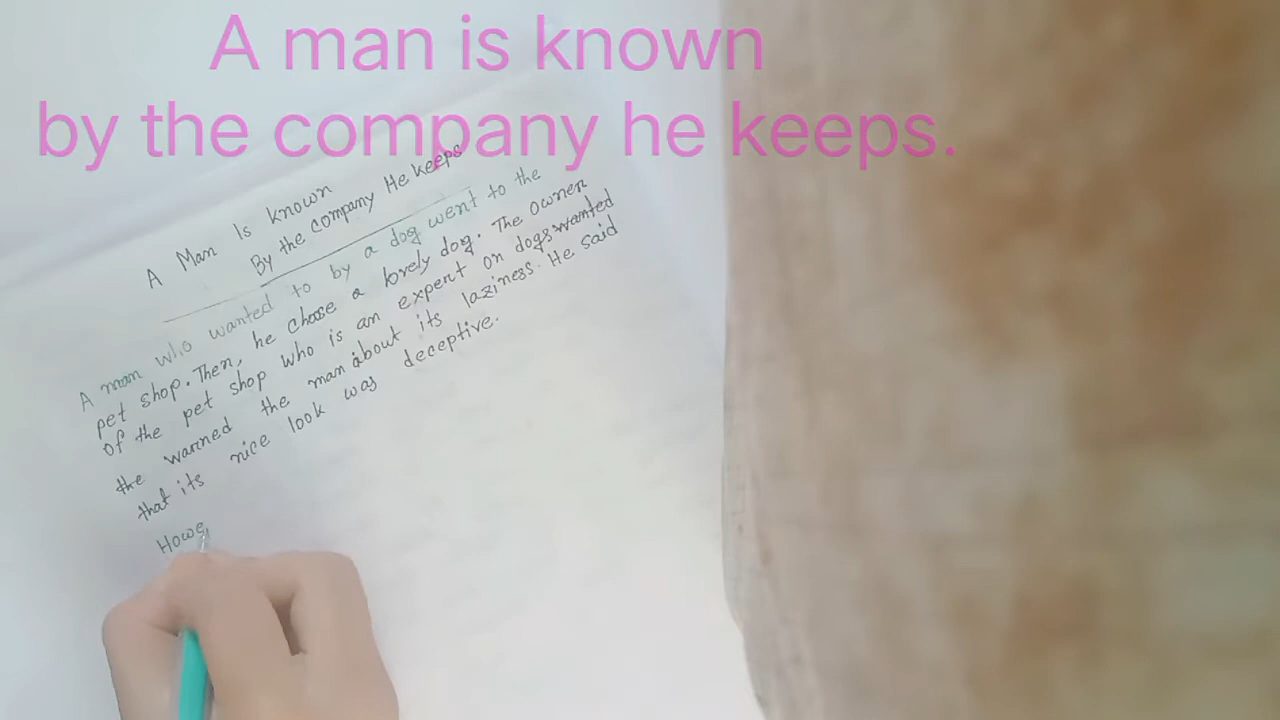 A man is known
by the company he keeps.
A Man Is known
By the company He keeps
A man who wanted to by a dog went to the
pet shop. Then, he choose a lovely dog. The owner
of the pet shop who is an expert on dogs wanted
the warned the man about its laziness. He said
that its nice look was deceptive.
Howe